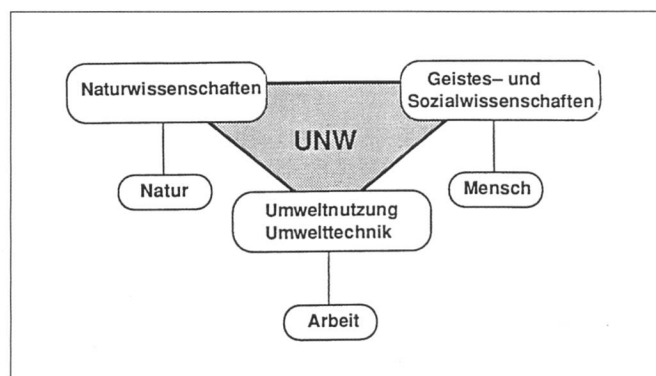 Naturwissenschaften
Geistes– und
Sozialwissenschaften
UNW
Natur
Mensch
Umweltnutzung
Umwelttechnik
Arbeit